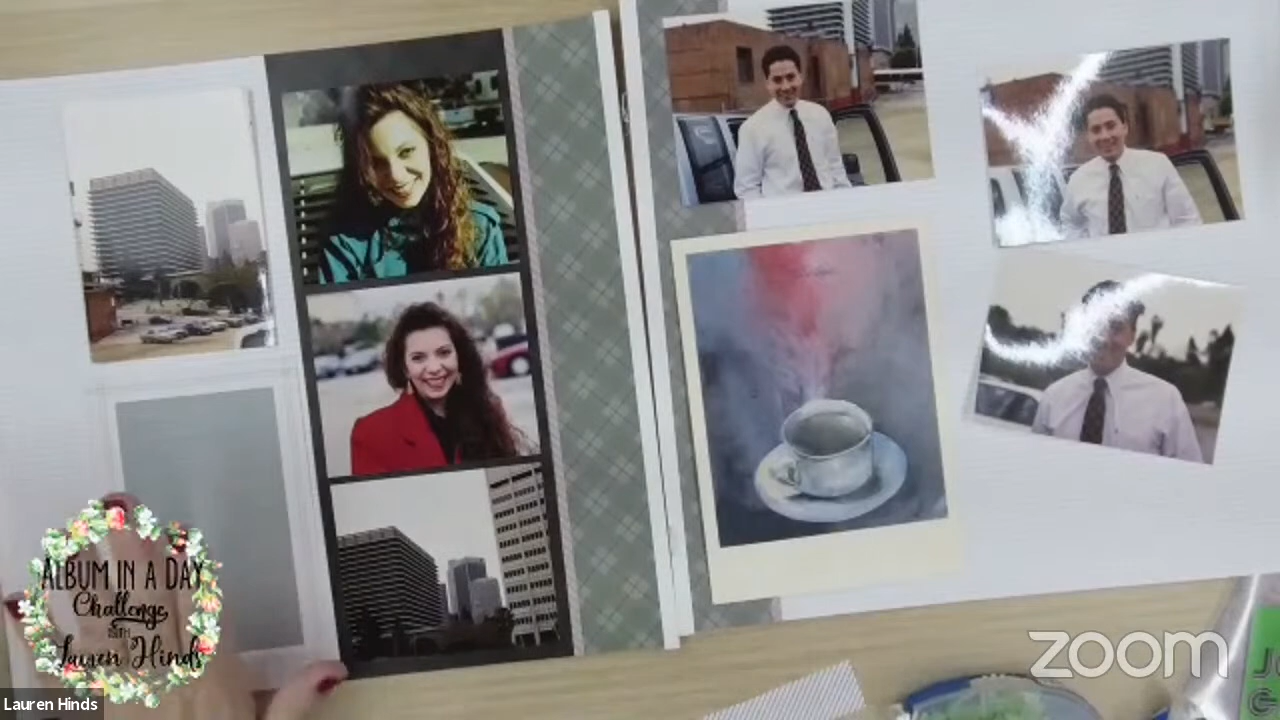 ALBUM IN A DAY
Challenge
with
Lauren Hinds
Lauren Hinds
zoom